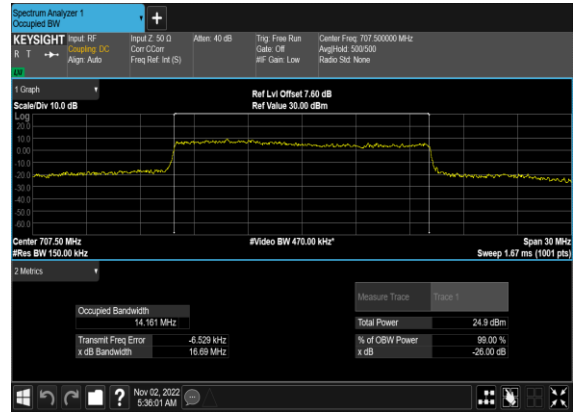 Spectrum Analyzer 1
Occupied BW
+
KEYSIGHT Input: RF Input Z: 50 Ω Atten: 40 dB Trig: Free Run Center Freq: 707.500000 MHz
R T Coupling: DC Corr CCorr Gate: Off Avg|Hold: 500/500
Align: Auto Freq Ref: Int (S) #IF Gain: Low Radio Std: None
1 Graph
Ref Lvl Offset 7.60 dB
Scale/Div 10.0 dB Ref Value 30.00 dBm
Log
20.0
10.0
0.00
-10.0
-20.0
-30.0
-40.0
-50.0
-60.0
Center 707.50 MHz #Video BW 470.00 kHz* Span 30 MHz
#Res BW 150.00 kHz Sweep 1.67 ms (1001 pts)
2 Metrics
Measure Trace Trace 1
Occupied Bandwidth
14.161 MHz Total Power 24.9 dBm
Transmit Freq Error -6.529 kHz % of OBW Power 99.00 %
x dB Bandwidth 16.69 MHz x dB -26.00 dB
? Nov 02, 2022
5:36:01 AM